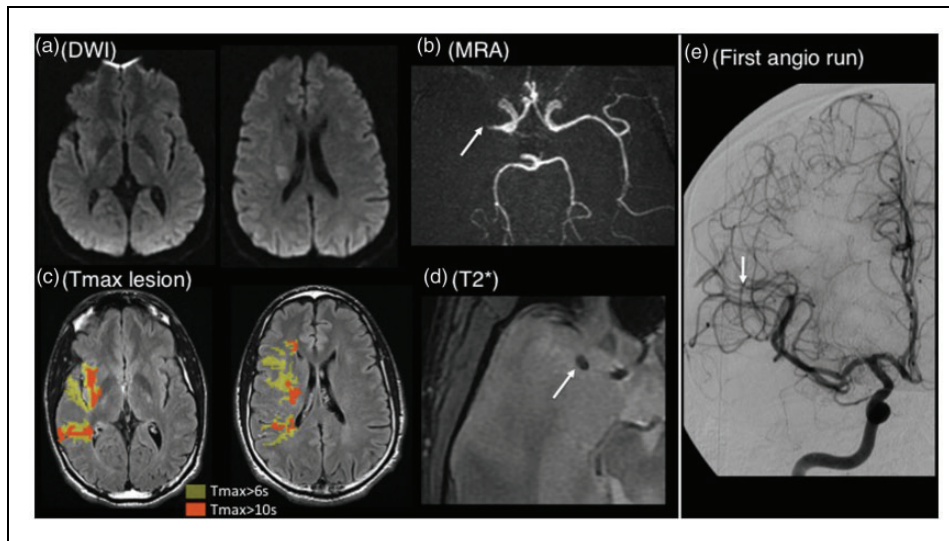 (a)(DWI)
(b) (MRA)
(e)(First angio run)
(c)(Tmax lesion)
(d) (T2*)
Tmax>6s
Tmax>10s